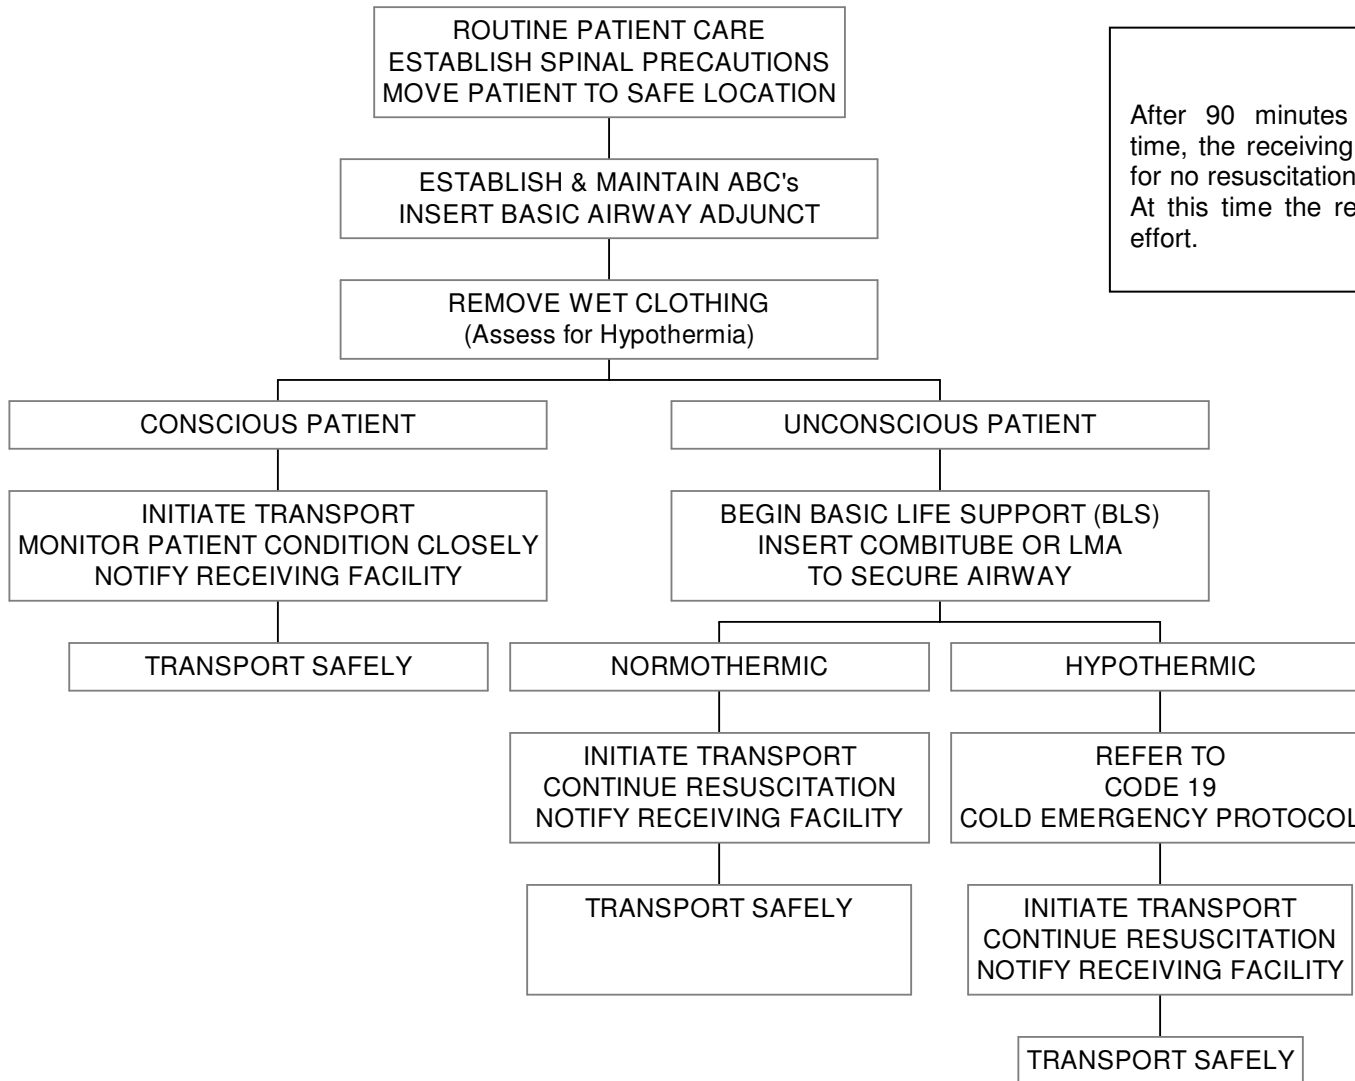 ROUTINE PATIENT CARE
ESTABLISH SPINAL PRECAUTIONS
MOVE PATIENT TO SAFE LOCATION
After 90 minutes
time, the receiving
for no resuscitation
At this time the re
effort.
ESTABLISH & MAINTAIN ABC's
INSERT BASIC AIRWAY ADJUNCT
REMOVE WET CLOTHING
(Assess for Hypothermia)
CONSCIOUS PATIENT
INITIATE TRANSPORT
MONITOR PATIENT CONDITION CLOSELY
NOTIFY RECEIVING FACILITY
TRANSPORT SAFELY
UNCONSCIOUS PATIENT
BEGIN BASIC LIFE SUPPORT (BLS)
INSERT COMBITUBE OR LMA
TO SECURE AIRWAY
NORMOTHERMIC
INITIATE TRANSPORT
CONTINUE RESUSCITATION
NOTIFY RECEIVING FACILITY
TRANSPORT SAFELY
HYPOTHERMIC
REFER TO
CODE 19
COLD EMERGENCY PROTOCOL
INITIATE TRANSPORT
CONTINUE RESUSCITATION
NOTIFY RECEIVING FACILITY
TRANSPORT SAFELY